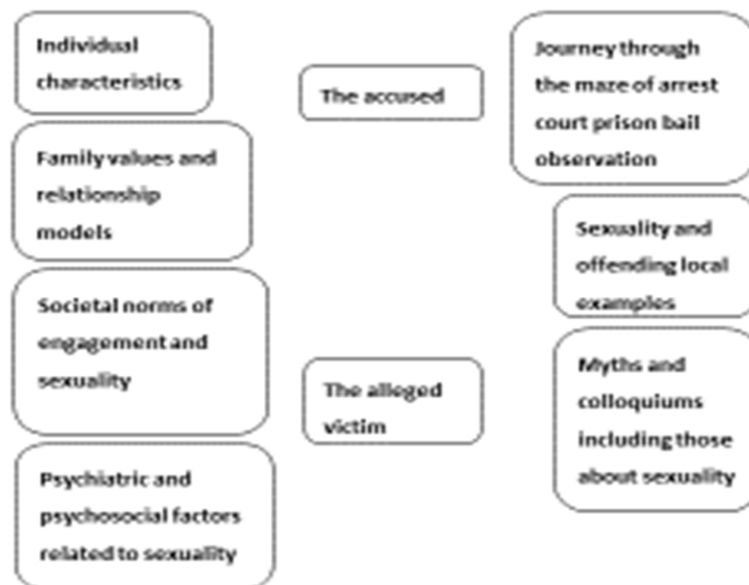 Individual
characteristics
Family values and
relationship
models
Societal norms of
engagement and
sexuality
Psychiatric and
psychosocial factors
related to sexuality
The accused
The alleged
victim
Journey through
the maze of arrest
court prison bail
observation
Sexuality and
offending local
examples
Myths and
colloquiums
including those
about sexuality